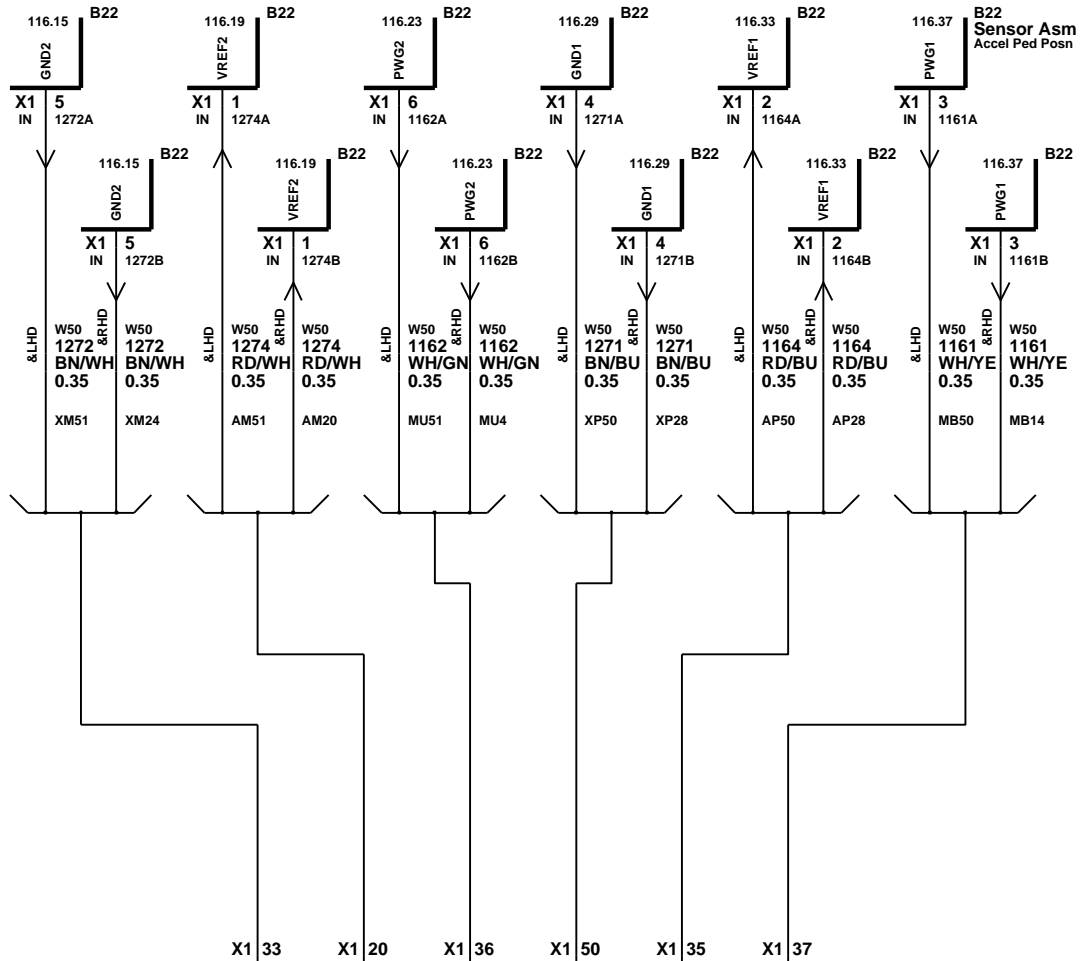 116.15 B22
GND2
X1 5
IN 1272A
116.19 B22
VREF2
X1 1
IN 1274A
116.23 B22
PWG2
X1 6
IN 1162A
116.29 B22
GND1
X1 4
IN 1271A
116.33 B22
VREF1
X1 2
IN 1164A
116.37 B22
Sensor Asm
Accel Ped Posn
PWG1
X1 3
IN 1161A
116.15 B22
GND2
X1 5
IN 1272B
116.19 B22
VREF2
X1 1
IN 1274B
116.23 B22
PWG2
X1 6
IN 1162B
116.29 B22
GND1
X1 4
IN 1271B
116.33 B22
VREF1
X1 2
IN 1164B
116.37 B22
PWG1
X1 3
IN 1161B
&LHD
W50
1272
BN/WH
0.35
XM51
&RHD
W50
1272
BN/WH
0.35
XM24
&LHD
W50
1274
RD/WH
0.35
AM51
&RHD
W50
1274
RD/WH
0.35
AM20
&LHD
W50
1162
WH/GN
0.35
MU51
&RHD
W50
1162
WH/GN
0.35
MU4
&LHD
W50
1271
BN/BU
0.35
XP50
&RHD
W50
1271
BN/BU
0.35
XP28
&LHD
W50
1164
RD/BU
0.35
AP50
&RHD
W50
1164
RD/BU
0.35
AP28
&LHD
W50
1161
WH/YE
0.35
MB50
&RHD
W50
1161
WH/YE
0.35
MB14
X1 33 X1 20 X1 36 X1 50 X1 35 X1 37